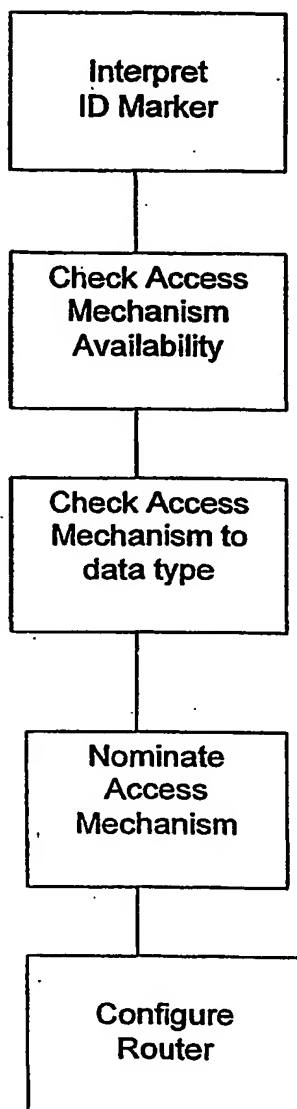 Interpret
ID Marker
Check Access
Mechanism
Availability
Check Access
Mechanism to
data type
Nominate
Access
Mechanism
Configure
Router